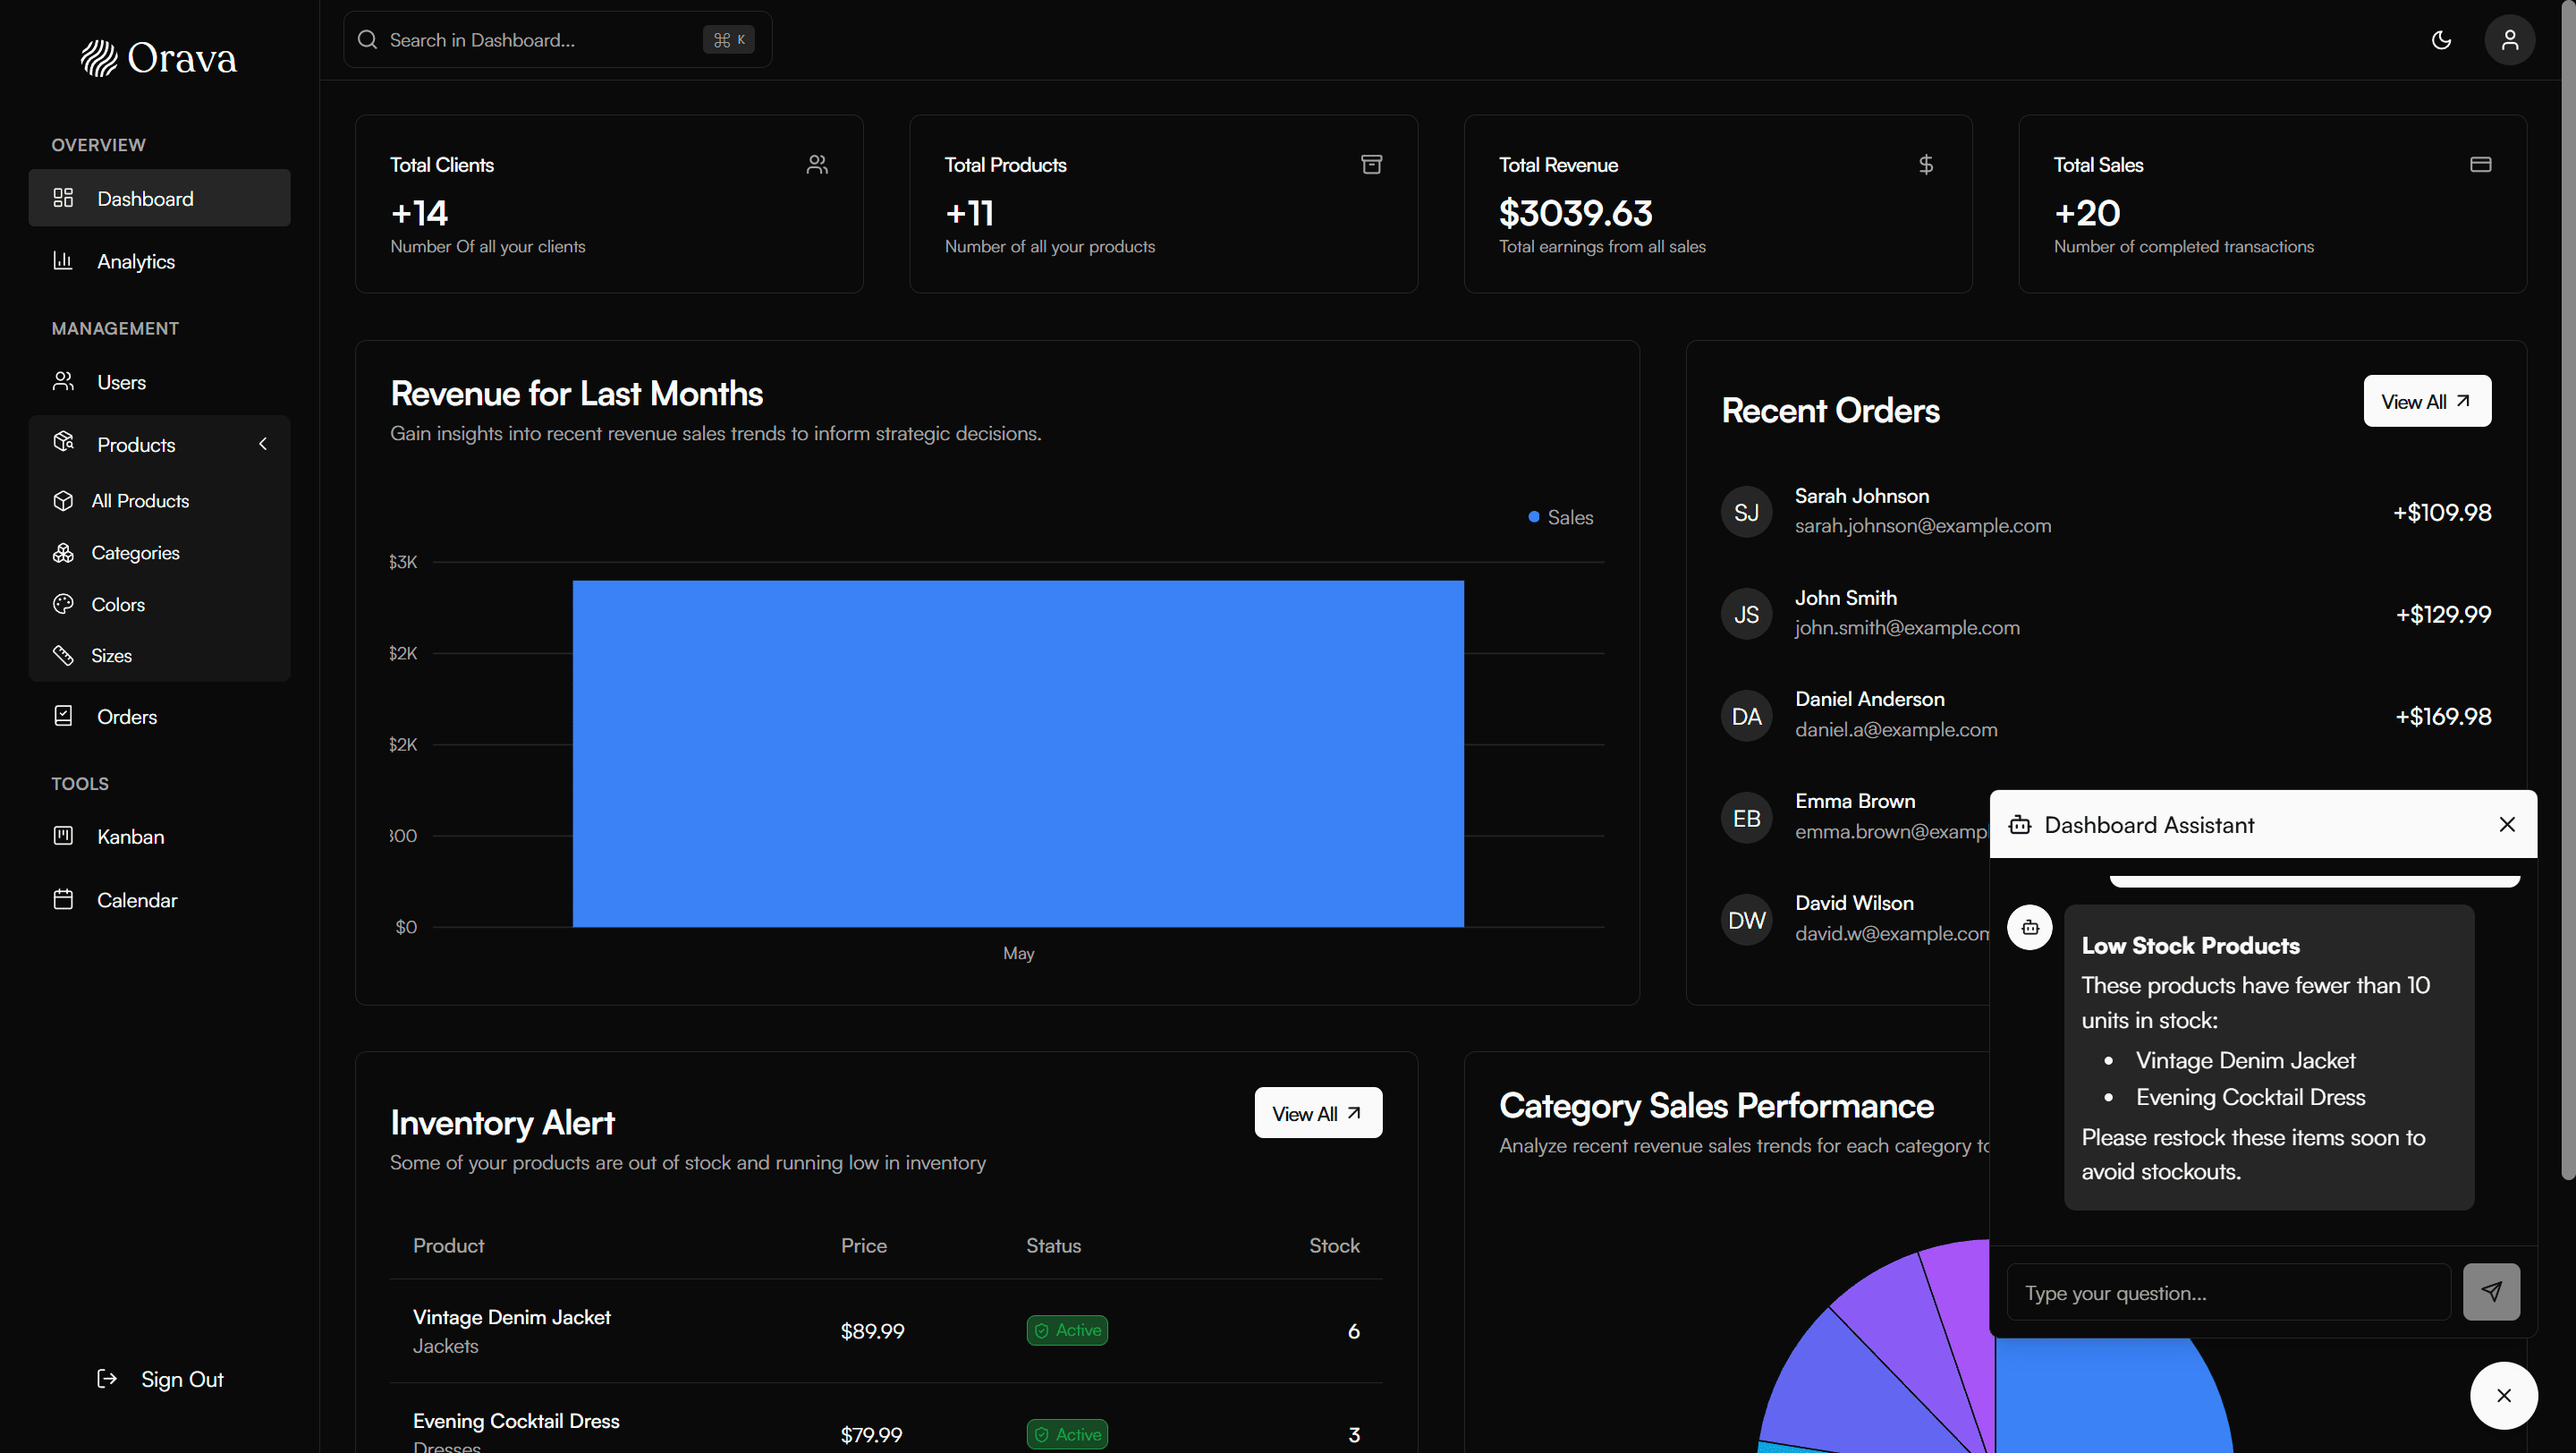 Orava
OVERVIEW
Dashboard
Analytics
MANAGEMENT
Users
Products
All Products
Categories
Colors
Sizes
Orders
TOOLS
Kanban
Calendar
Sign Out
Search in Dashboard...
⌘ K
Total Clients
+14
Number Of all your clients
Total Products
+11
Number of all your products
Total Revenue
$3039.63
Total earnings from all sales
Total Sales
+20
Number of completed transactions
Revenue for Last Months
Gain insights into recent revenue sales trends to inform strategic decisions.
Sales
$3K
$2K
$2K
$0
May
Recent Orders
View All
SJ
Sarah Johnson
sarah.johnson@example.com
+$109.98
JS
John Smith
john.smith@example.com
+$129.99
DA
Daniel Anderson
daniel.a@example.com
+$169.98
EB
Emma Brown
emma.brown@examp
DW
David Wilson
david.w@example.com
Inventory Alert
Some of your products are out of stock and running low in inventory
View All
Product Price Status Stock
Vintage Denim Jacket
Jackets
$89.99
Active
6
Evening Cocktail Dress
Dresses
$79.99
Active
3
Category Sales Performance
Analyze recent revenue sales trends for each category to
Dashboard Assistant
Low Stock Products
These products have fewer than 10
units in stock:
• Vintage Denim Jacket
• Evening Cocktail Dress
Please restock these items soon to
avoid stockouts.
Type your question...